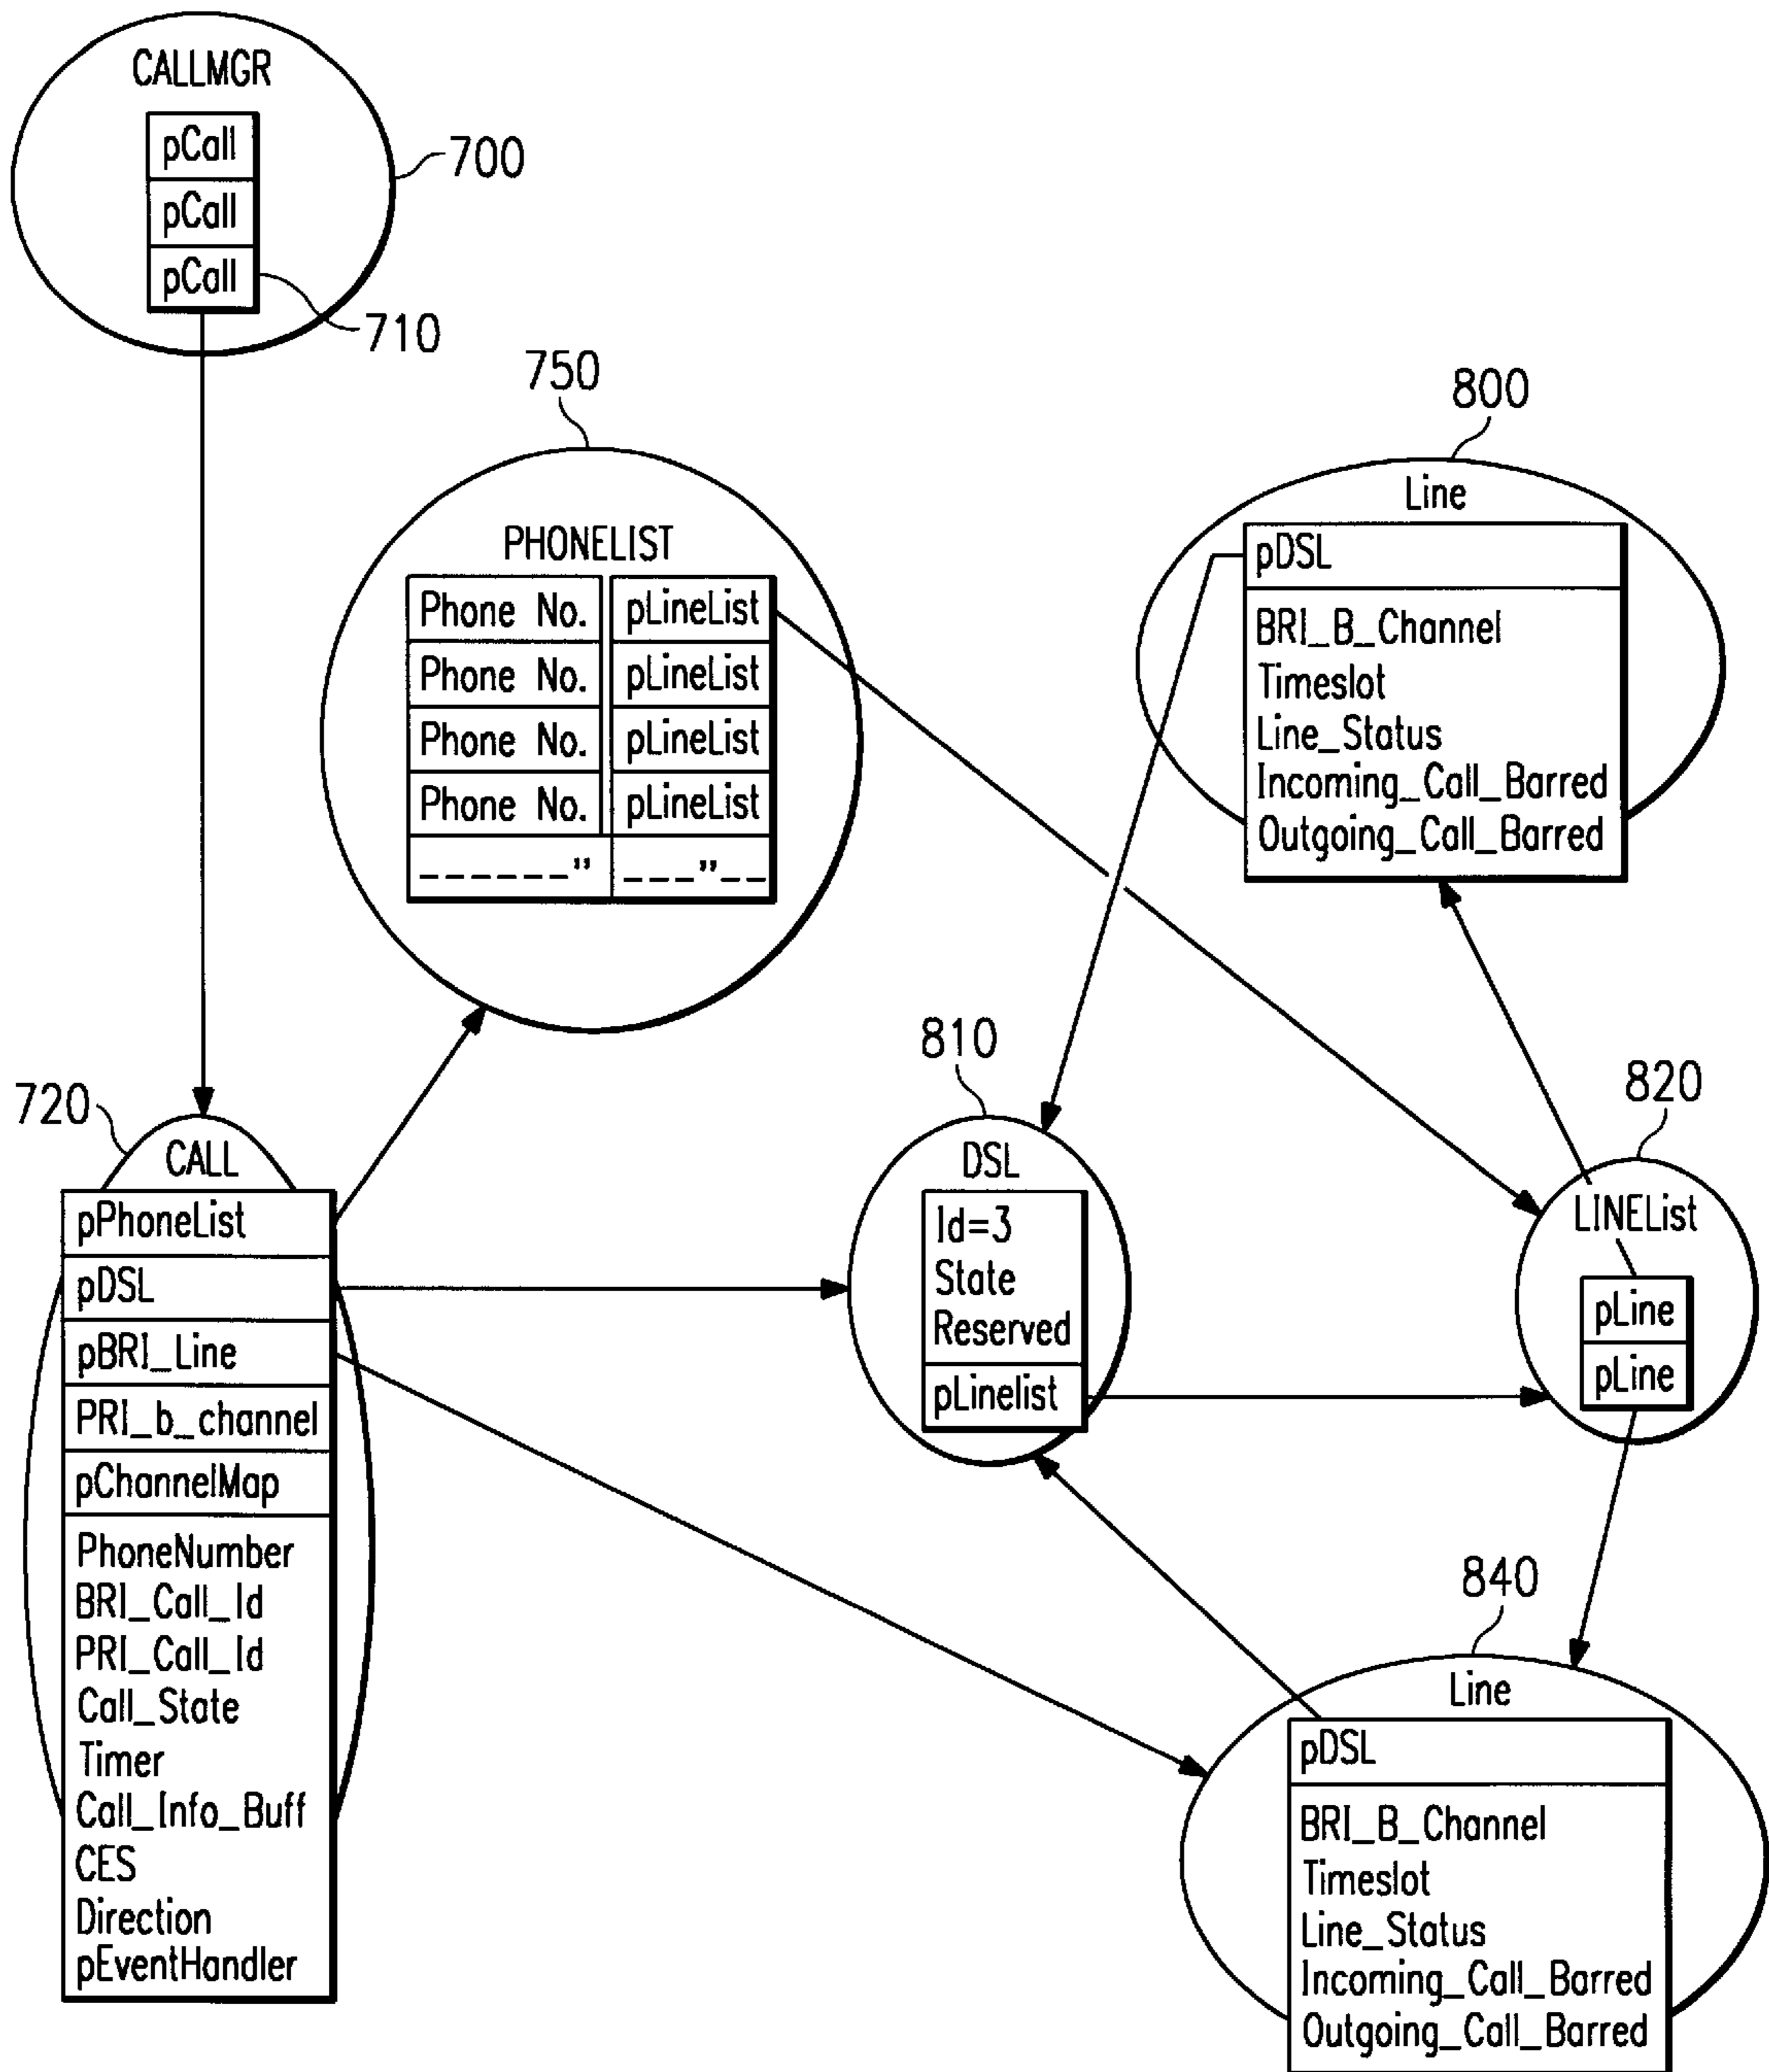 CALLMGR
pCall
pCall
pCall
700
710
750
PHONELIST
Phone No. pLineList
Phone No. pLineList
Phone No. pLineList
Phone No. pLineList
______" ___"__
800
Line
pDSL
BRI_B_Channel
Timeslot
Line_Status
Incoming_Call_Barred
Outgoing_Call_Barred
720
CALL
pPhoneList
pDSL
pBRI_Line
PRI_b_channel
pChannelMap
PhoneNumber
BRI_Call_Id
PRI_Call_Id
Call_State
Timer
Call_Info_Buff
CES
Direction
pEventHandler
810
DSL
Id=3
State
Reserved
pLinelist
820
LINEList
pLine
pLine
840
Line
pDSL
BRI_B_Channel
Timeslot
Line_Status
Incoming_Call_Barred
Outgoing_Call_Barred